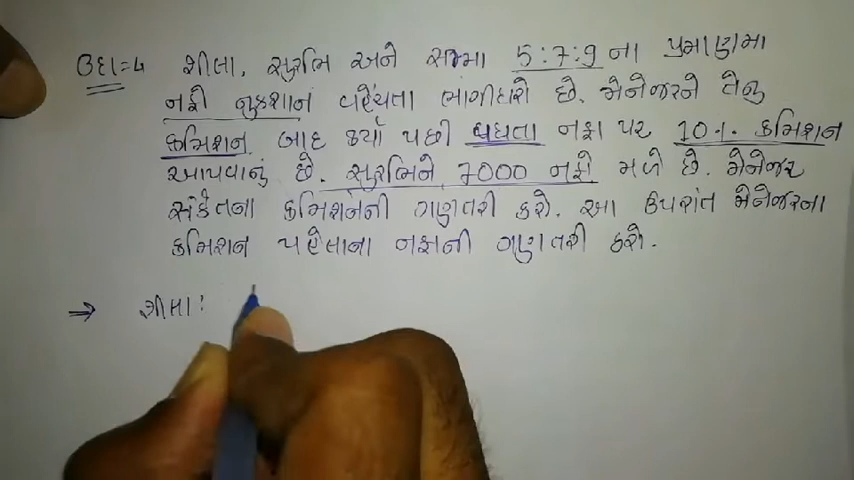 ઉદા=4 શીલા, સુરભિ અને સમ્મા 5:7:9 ના પ્રમાણમા
નફો નુકશાન વહેંચતા ભાગીદારો છે. મેનેજરને તેનુ
કમિશન બાદ કર્યા પછી વધતા નફા પર 10% કમિશન
આપવાનું છે. સુરભિને 7000 નફો મળે છે. મેનેજર
સંકેતના કમિશનની ગણતરી કરો. આ ઉપરાંત મેનેજરના
કમિશન પહેલાના નફાની ગણતરી કરો.
⇒ શીલા :